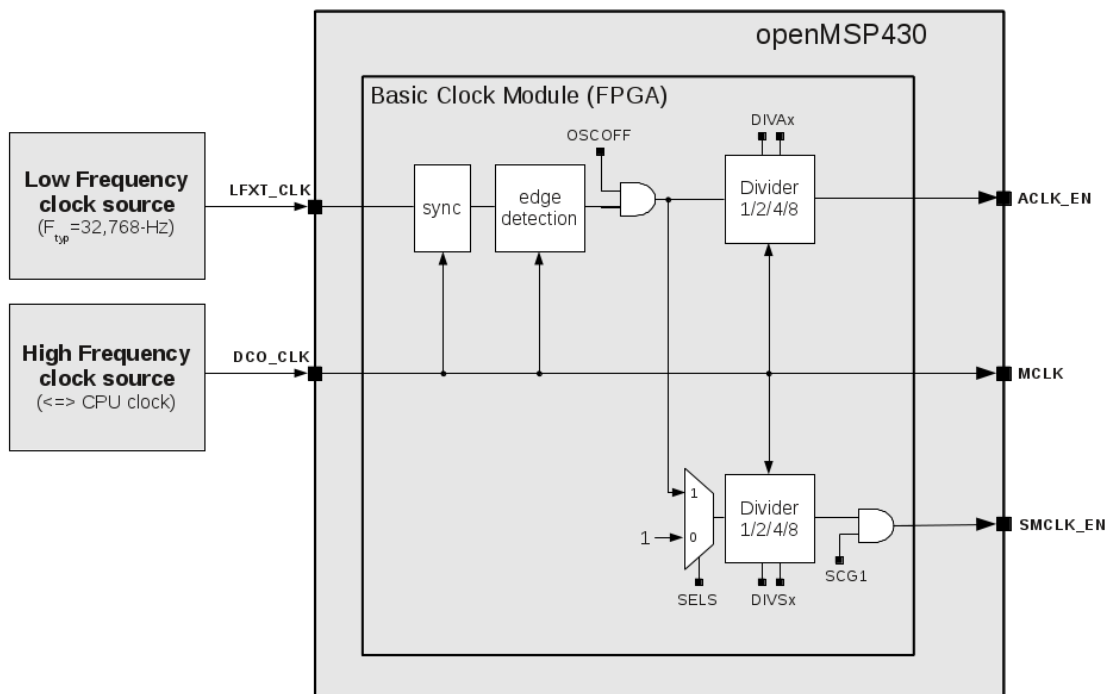 openMSP430
Basic Clock Module (FPGA)
Low Frequency
clock source
(Ftyp=32,768-Hz)
LFXT_CLK
sync
edge
detection
OSCOFF
DIVAx
Divider
1/2/4/8
ACLK_EN
High Frequency
clock source
(<=> CPU clock)
DCO_CLK
MCLK
1
0
1
SELS
Divider
1/2/4/8
DIVSx
SCG1
SMCLK_EN